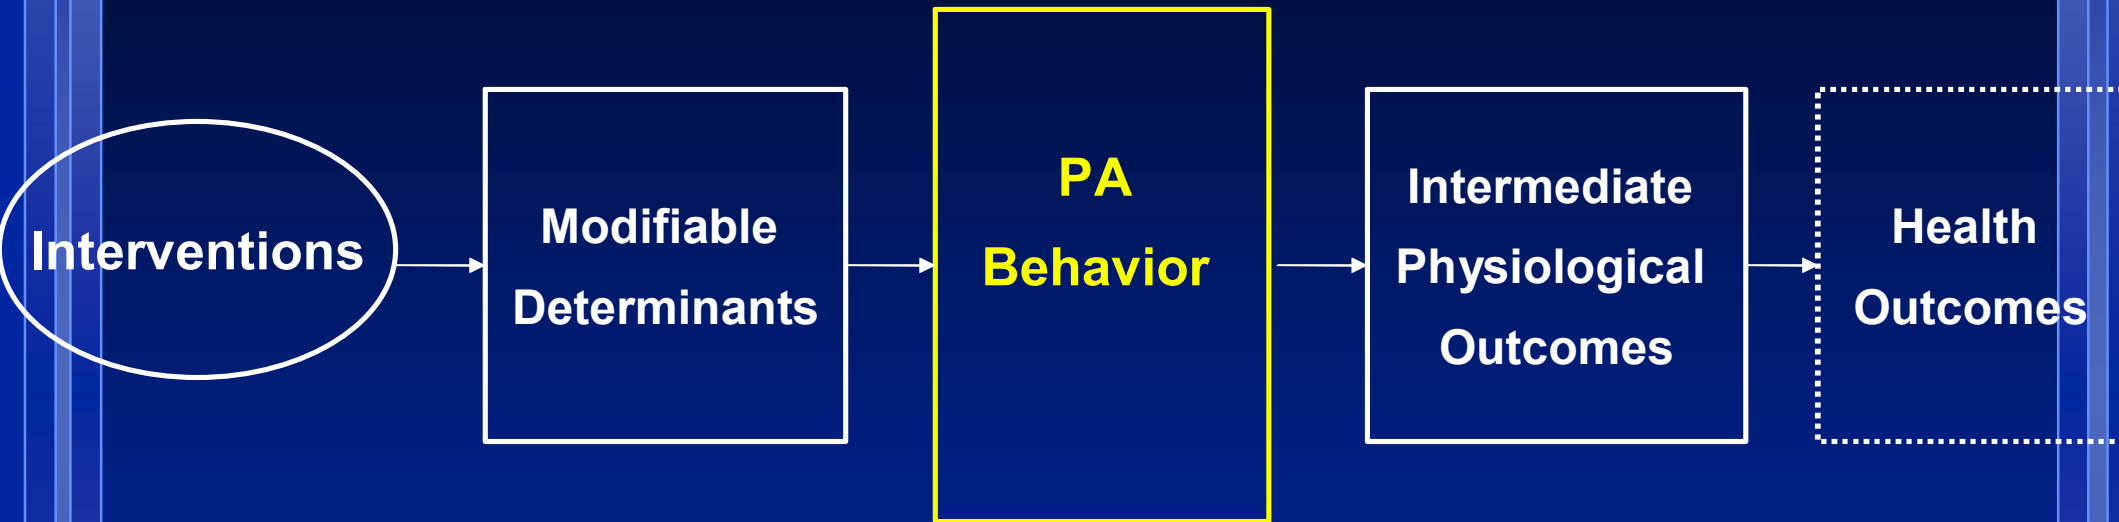 Interventions
Modifiable
Determinants
PA
Behavior
Intermediate
Physiological
Outcomes
Health
Outcomes